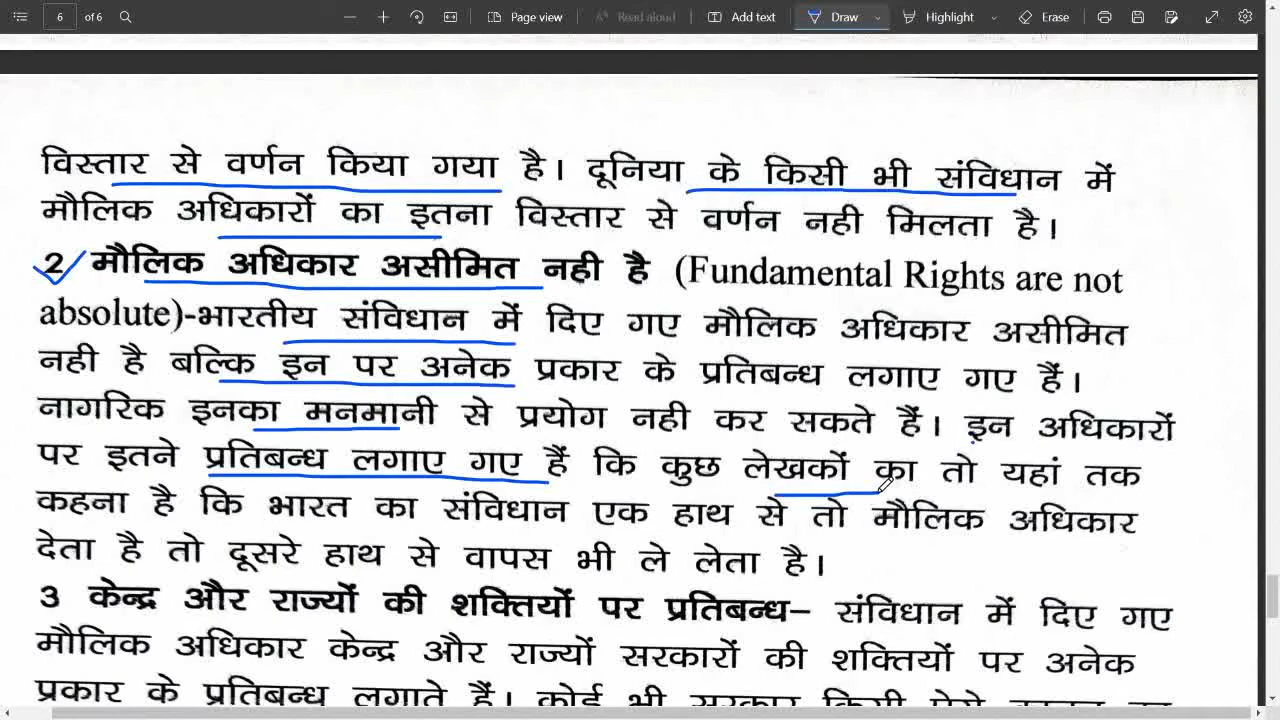 6 of 6 Page view Read aloud Add text Draw Highlight Erase
विस्तार से वर्णन किया गया है। दूनिया के किसी भी संविधान में
मौलिक अधिकारों का इतना विस्तार से वर्णन नही मिलता है।
2 मौलिक अधिकार असीमित नही है (Fundamental Rights are not
absolute)-भारतीय संविधान में दिए गए मौलिक अधिकार असीमित
नही है बल्कि इन पर अनेक प्रकार के प्रतिबन्ध लगाए गए हैं।
नागरिक इनका मनमानी से प्रयोग नही कर सकते हैं। इन अधिकारों
पर इतने प्रतिबन्ध लगाए गए हैं कि कुछ लेखकों का तो यहां तक
कहना है कि भारत का संविधान एक हाथ से तो मौलिक अधिकार
देता है तो दूसरे हाथ से वापस भी ले लेता है।
3 केन्द्र और राज्यों की शक्तियों पर प्रतिबन्ध– संविधान में दिए गए
मौलिक अधिकार केन्द्र और राज्यों सरकारों की शक्तियों पर अनेक
प्रकार के प्रतिबन्ध लगाते हैं। कोई भी सरकार किसी